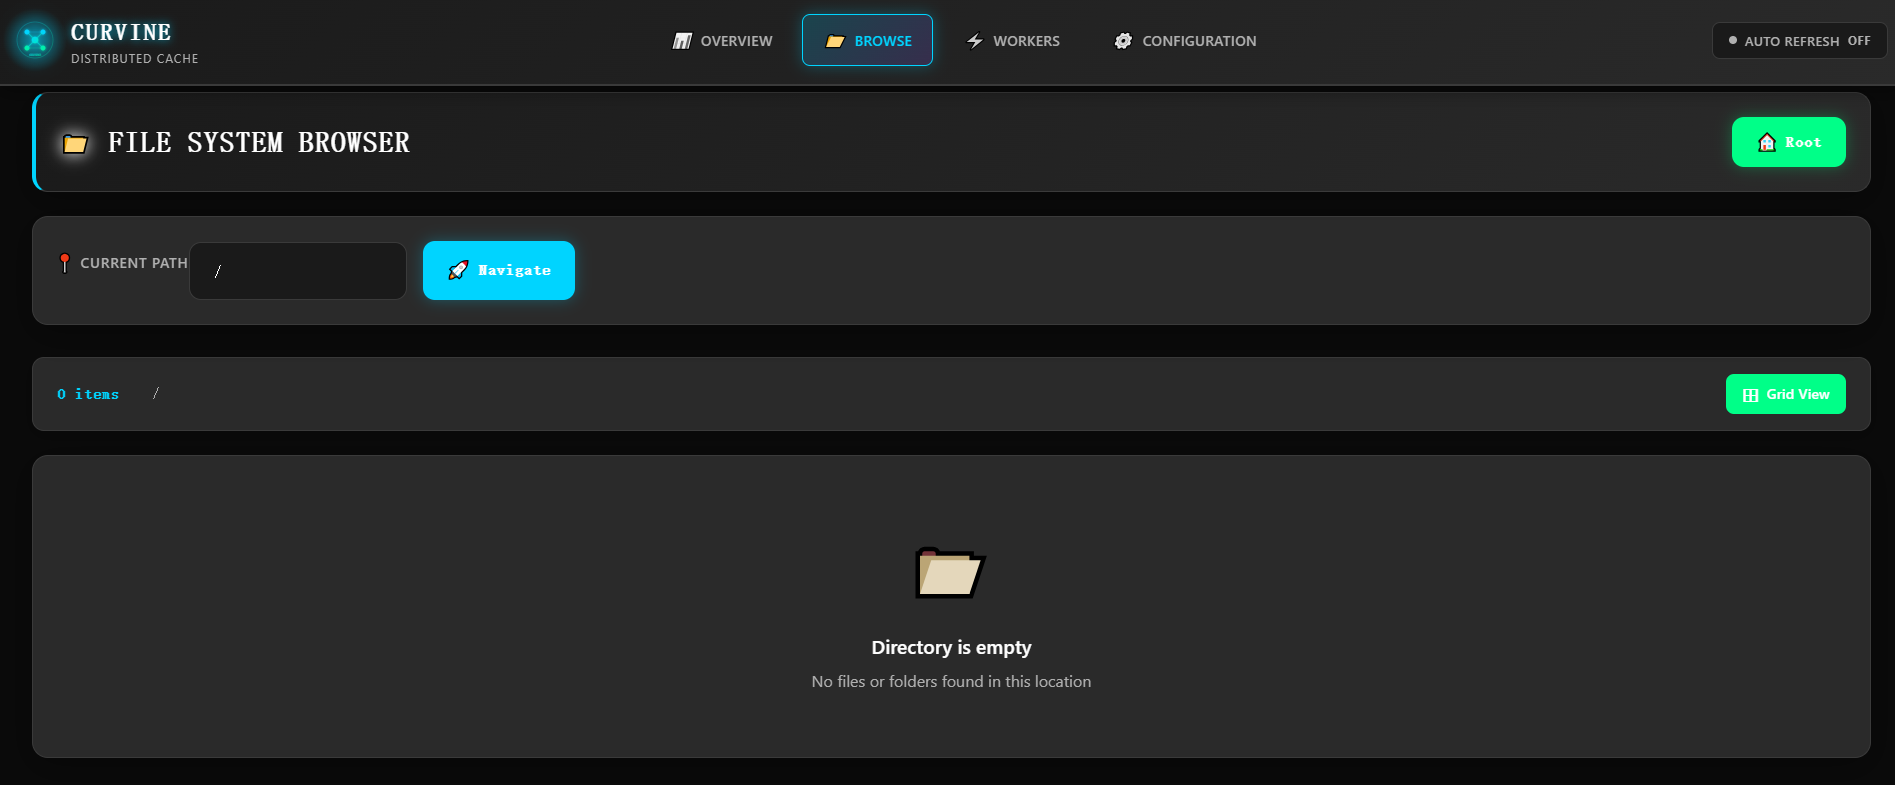 CURVINE
DISTRIBUTED CACHE
OVERVIEW
BROWSE
WORKERS
CONFIGURATION
AUTO REFRESH OFF
FILE SYSTEM BROWSER
Root
CURRENT PATH
/
Navigate
0 items /
Grid View
Directory is empty
No files or folders found in this location